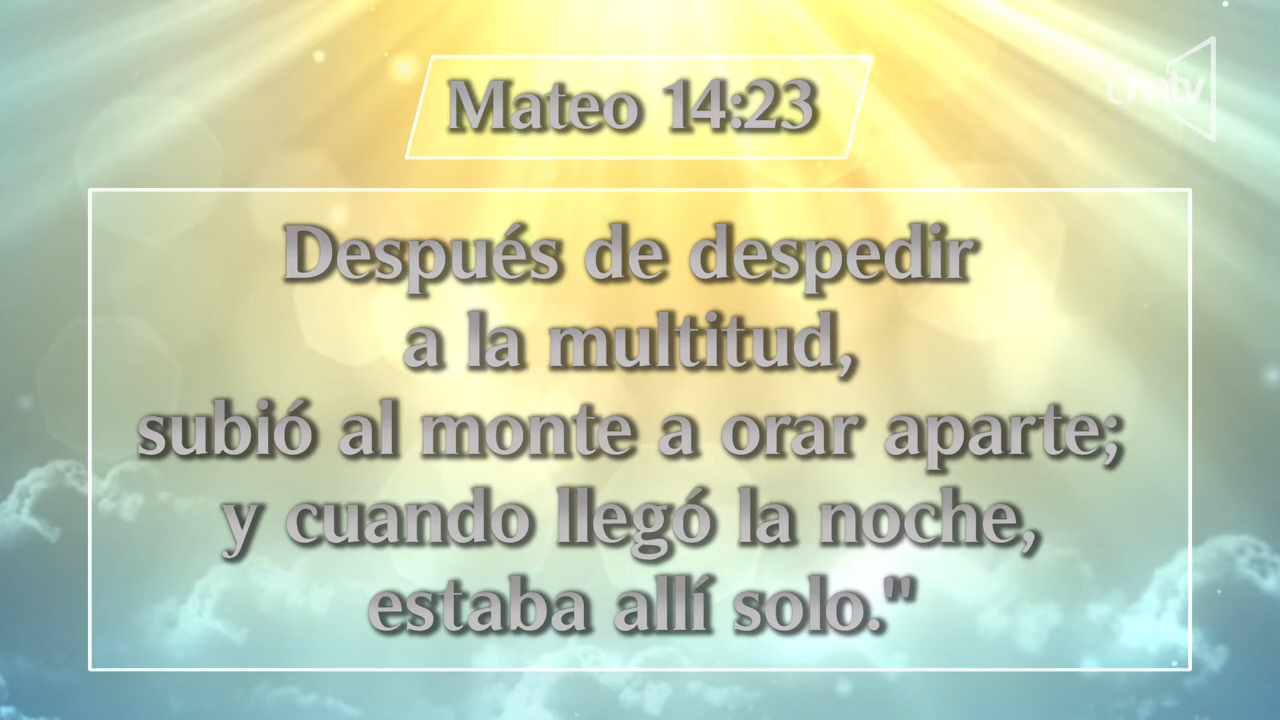 Mateo 14:23
Después de despedir
a la multitud,
subió al monte a orar aparte;
y cuando llegó la noche,
estaba allí solo."